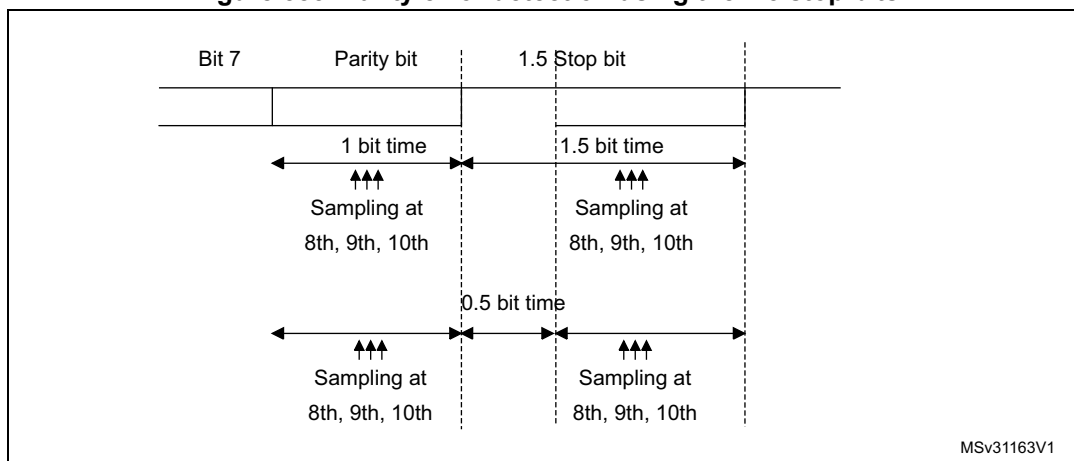 Bit 7 Parity bit 1.5 Stop bit
1 bit time 1.5 bit time
Sampling at Sampling at
8th, 9th, 10th 8th, 9th, 10th
0.5 bit time
Sampling at Sampling at
8th, 9th, 10th 8th, 9th, 10th
MSv31163V1